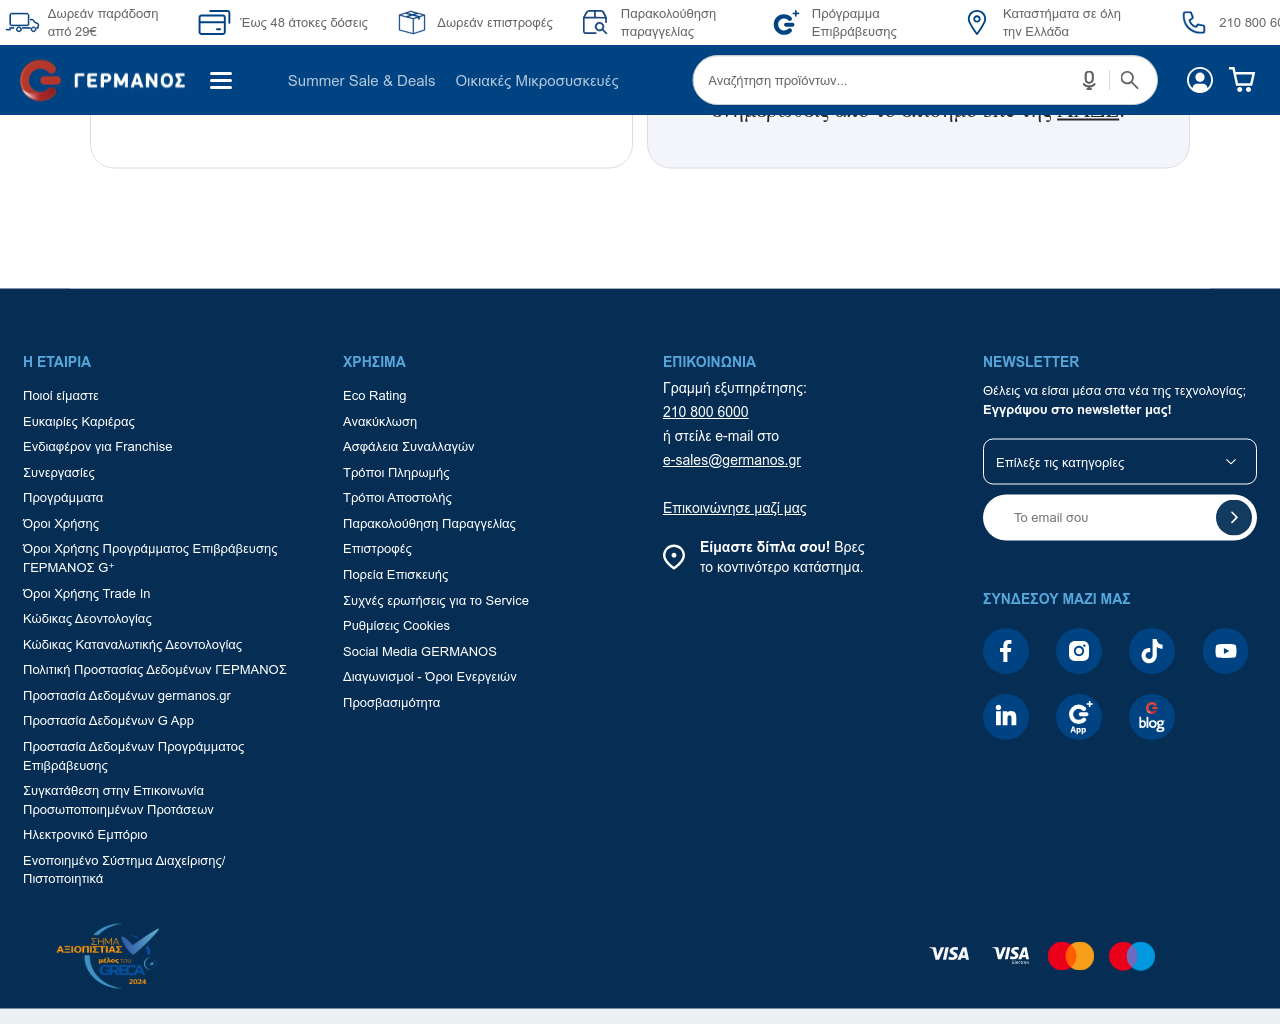 Δωρεάν παράδοση
από 29€
Έως 48 άτοκες δόσεις
Δωρεάν επιστροφές
Παρακολούθηση
παραγγελίας
Πρόγραμμα
Επιβράβευσης
Καταστήματα σε όλη
την Ελλάδα
210 800 60
ΓΕΡΜΑΝΟΣ
Summer Sale & Deals
Οικιακές Μικροσυσκευές
Αναζήτηση προϊόντων...
Η ΕΤΑΙΡΙΑ
Ποιοί είμαστε
Ευκαιρίες Καριέρας
Ενδιαφέρον για Franchise
Συνεργασίες
Προγράμματα
Όροι Χρήσης
Όροι Χρήσης Προγράμματος Επιβράβευσης
ΓΕΡΜΑΝΟΣ G⁺
Όροι Χρήσης Trade In
Κώδικας Δεοντολογίας
Κώδικας Καταναλωτικής Δεοντολογίας
Πολιτική Προστασίας Δεδομένων ΓΕΡΜΑΝΟΣ
Προστασία Δεδομένων germanos.gr
Προστασία Δεδομένων G App
Προστασία Δεδομένων Προγράμματος
Επιβράβευσης
Συγκατάθεση στην Επικοινωνία
Προσωποποιημένων Προτάσεων
Ηλεκτρονικό Εμπόριο
Ενοποιημένο Σύστημα Διαχείρισης/
Πιστοποιητικά
ΧΡΗΣΙΜΑ
Eco Rating
Ανακύκλωση
Ασφάλεια Συναλλαγών
Τρόποι Πληρωμής
Τρόποι Αποστολής
Παρακολούθηση Παραγγελίας
Επιστροφές
Πορεία Επισκευής
Συχνές ερωτήσεις για το Service
Ρυθμίσεις Cookies
Social Media GERMANOS
Διαγωνισμοί - Όροι Ενεργειών
Προσβασιμότητα
ΕΠΙΚΟΙΝΩΝΙΑ
Γραμμή εξυπηρέτησης:
210 800 6000
ή στείλε e-mail στο
e-sales@germanos.gr
Επικοινώνησε μαζί μας
Είμαστε δίπλα σου! Βρες
το κοντινότερο κατάστημα.
NEWSLETTER
Θέλεις να είσαι μέσα στα νέα της τεχνολογίας;
Εγγράψου στο newsletter μας!
Επίλεξε τις κατηγορίες
Το email σου
ΣΥΝΔΕΣΟΥ ΜΑΖΙ ΜΑΣ
App
blog
ΣΗΜΑ
ΑΞΙΟΠΙΣΤΙΑΣ
μέλος του
GRECA
2024
VISA
VISA
Electron